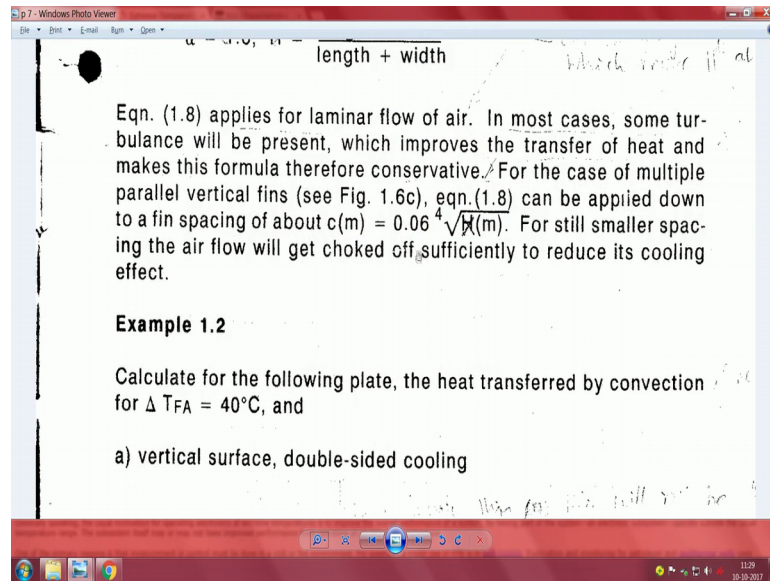 p 7 - Windows Photo Viewer
File Print E-mail Burn Open
length + width
which
Eqn. (1.8) applies for laminar flow of air. In most cases, some tur-
bulance will be present, which improves the transfer of heat and
makes this formula therefore conservative. For the case of multiple
parallel vertical fins (see Fig. 1.6c), eqn.(1.8) can be applied down
to a fin spacing of about c(m) = 0.06 ⁴√H(m). For still smaller spac-
ing the air flow will get choked off sufficiently to reduce its cooling
effect.
Example 1.2
Calculate for the following plate, the heat transferred by convection
for Δ TFA = 40°C, and
a) vertical surface, double-sided cooling
11:29
10-10-2017